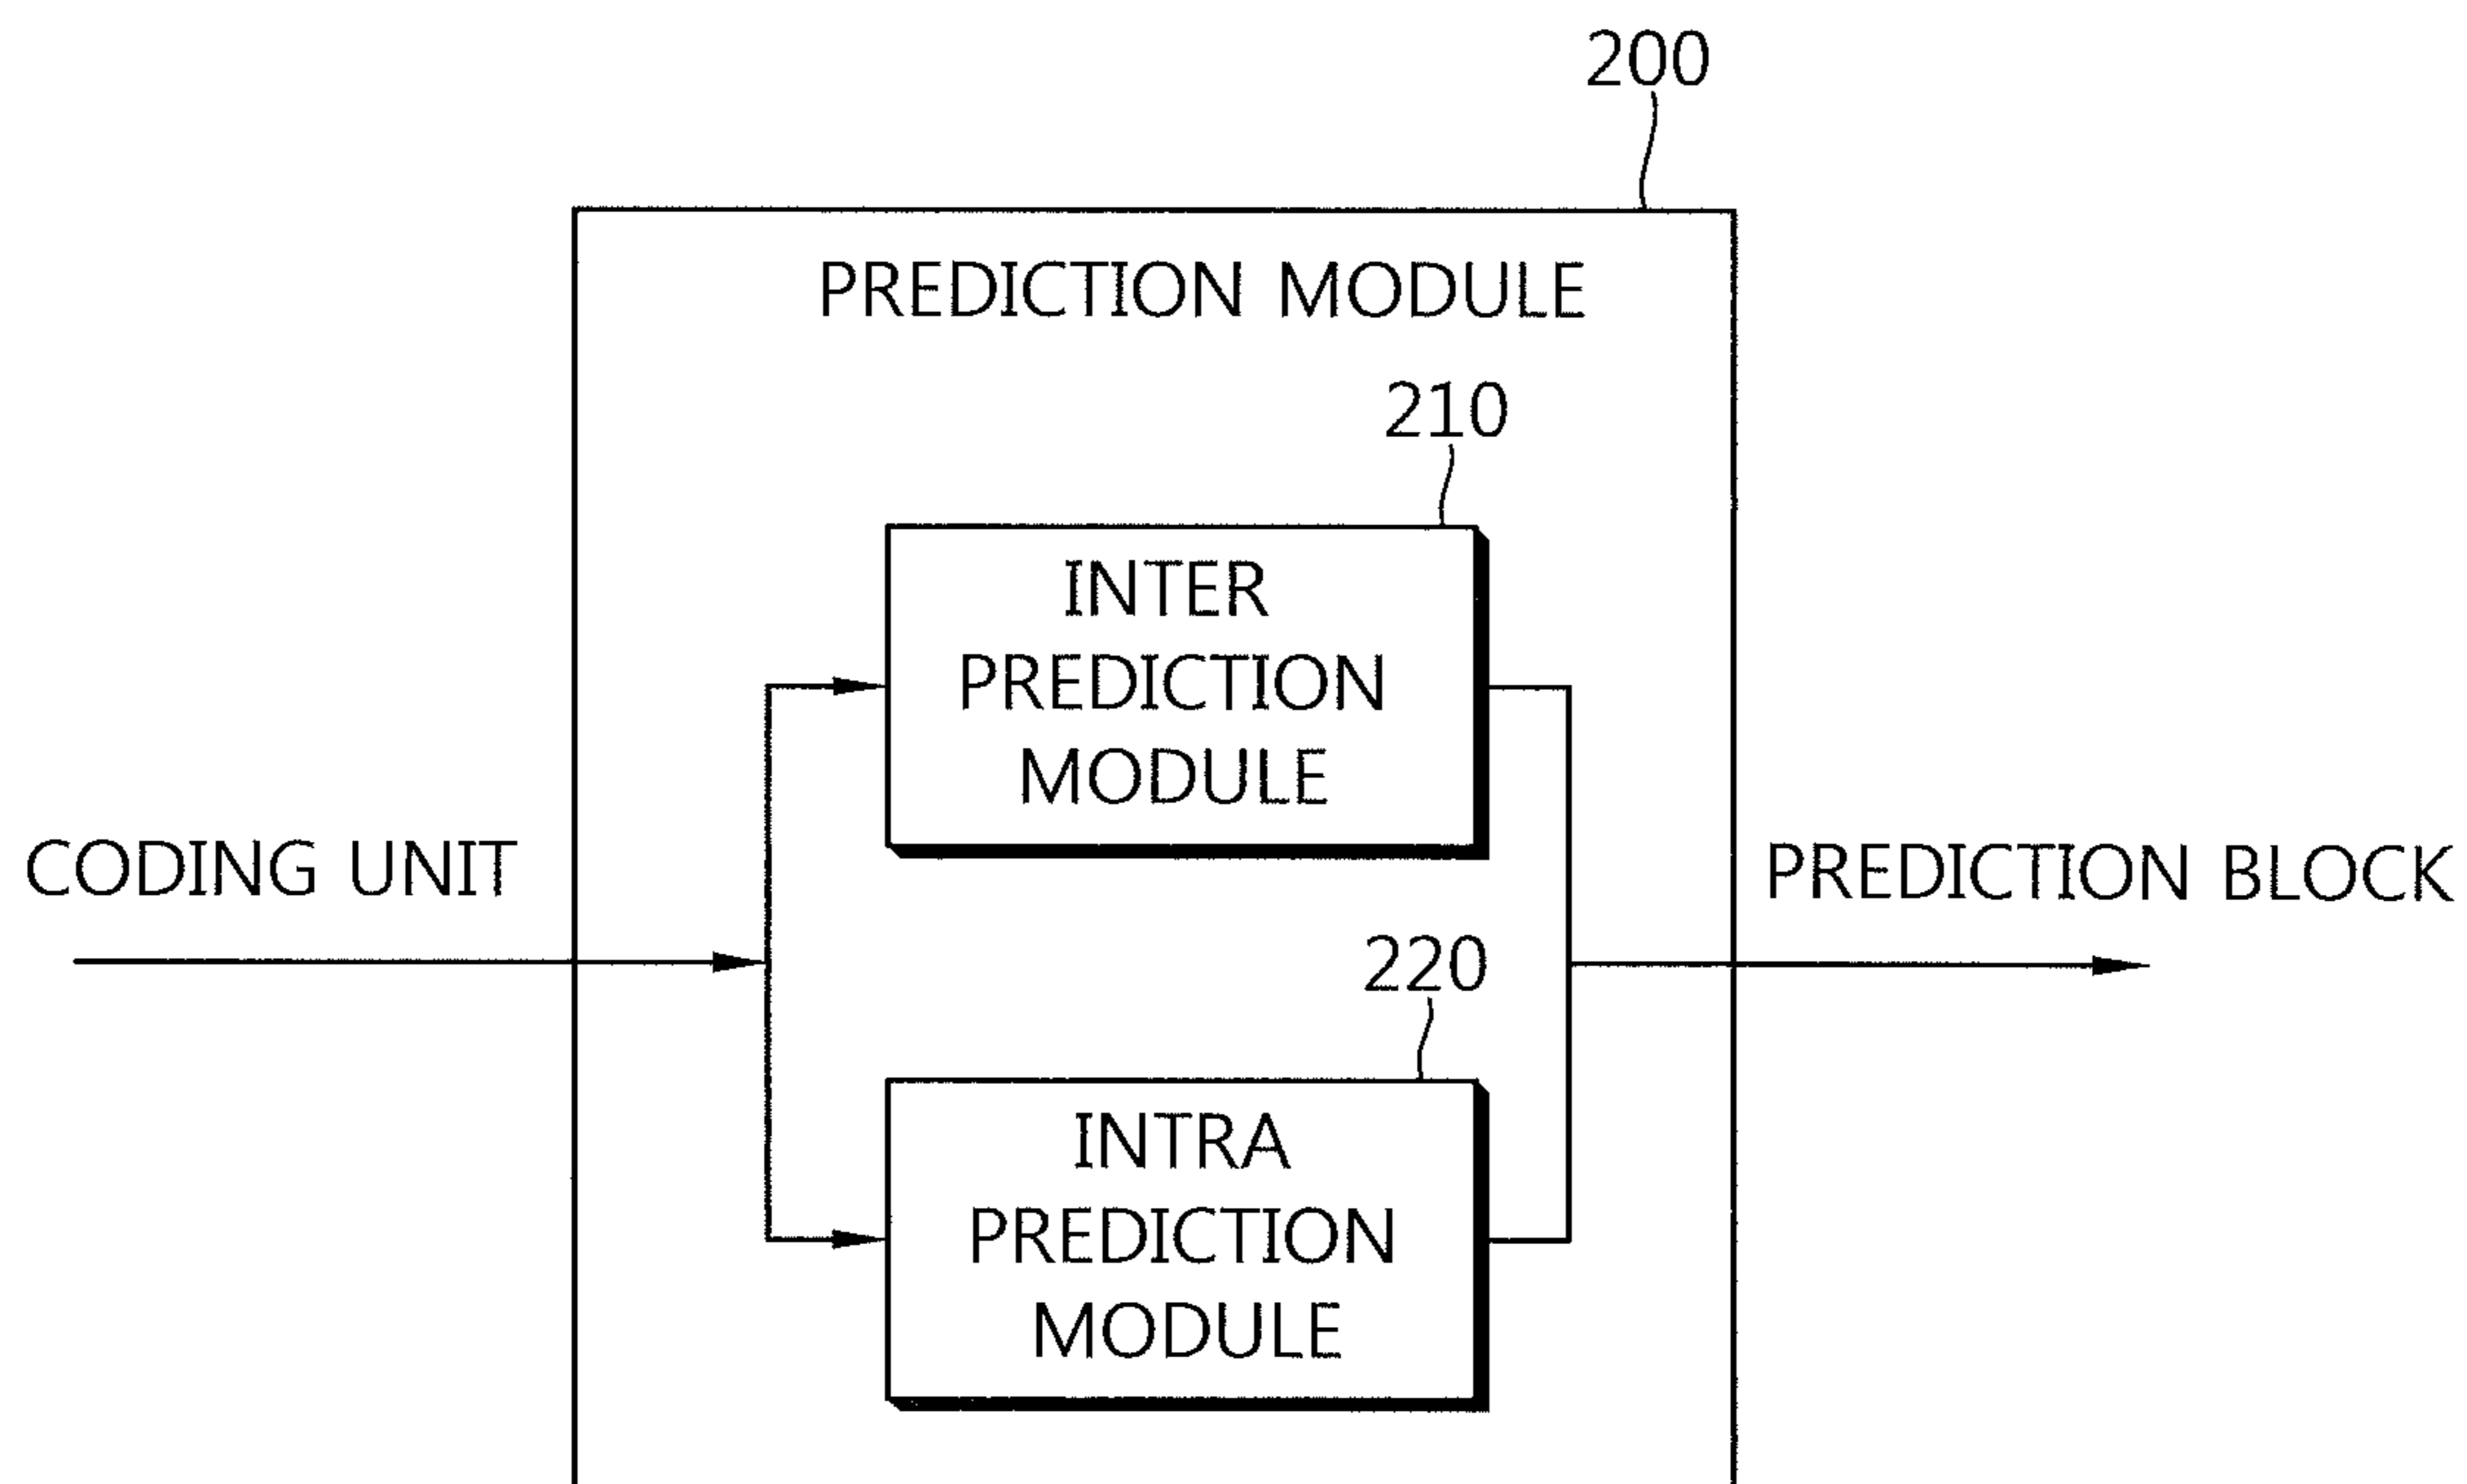 200
PREDICTION MODULE
210
INTER
PREDICTION
MODULE
CODING UNIT
PREDICTION BLOCK
220
INTRA
PREDICTION
MODULE